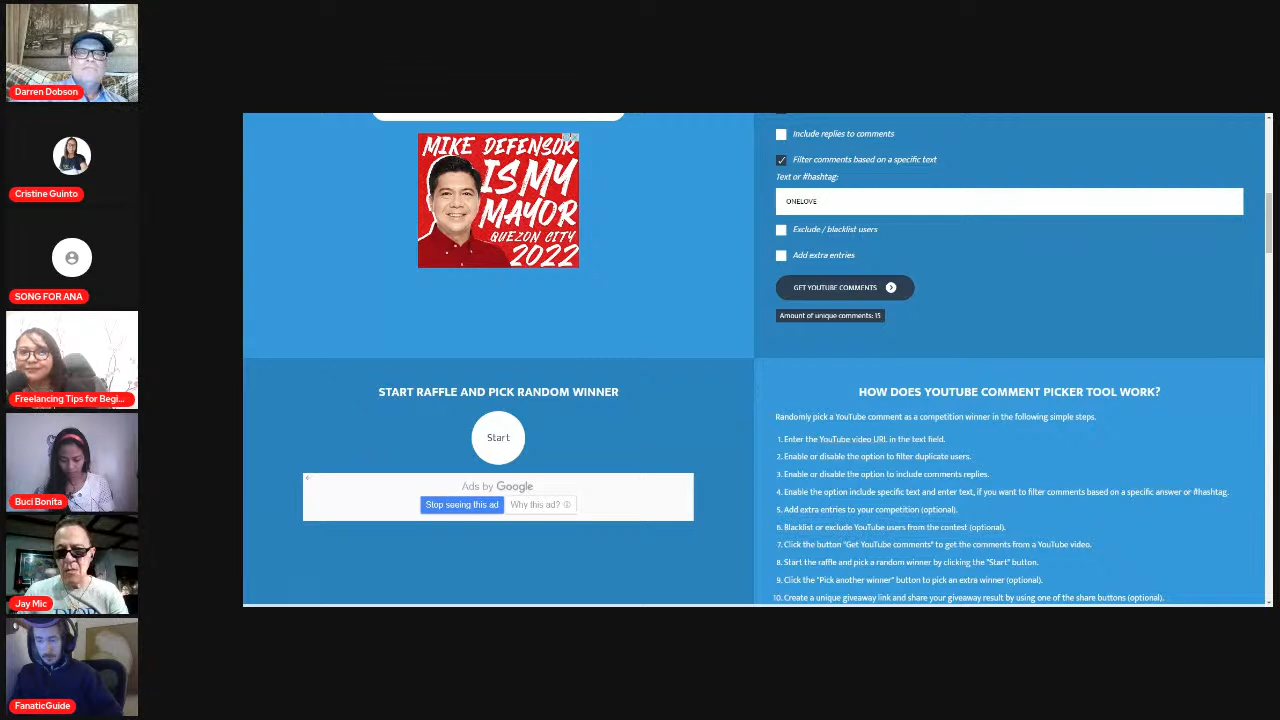 Darren Dobson
Cristine Guinto
SONG FOR ANA
Freelancing Tips for Begi...
Buci Bonita
Jay Mic
DIOR
FanaticGuide
MIKE DEFENSOR
IS MY
MAYOR
QUEZON CITY
2022
Include replies to comments
Filter comments based on a specific text
Text or #hashtag:
ONELOVE
Exclude / blacklist users
Add extra entries
GET YOUTUBE COMMENTS
Amount of unique comments: 15
START RAFFLE AND PICK RANDOM WINNER
Start
Ads by Google
Stop seeing this ad
Why this ad?
HOW DOES YOUTUBE COMMENT PICKER TOOL WORK?
Randomly pick a YouTube comment as a competition winner in the following simple steps.
1. Enter the YouTube video URL in the text field.
2. Enable or disable the option to filter duplicate users.
3. Enable or disable the option to include comments replies.
4. Enable the option include specific text and enter text, if you want to filter comments based on a specific answer or #hashtag.
5. Add extra entries to your competition (optional).
6. Blacklist or exclude YouTube users from the contest (optional).
7. Click the button "Get YouTube comments" to get the comments from a YouTube video.
8. Start the raffle and pick a random winner by clicking the "Start" button.
9. Click the "Pick another winner" button to pick an extra winner (optional).
10. Create a unique giveaway link and share your giveaway result by using one of the share buttons (optional).